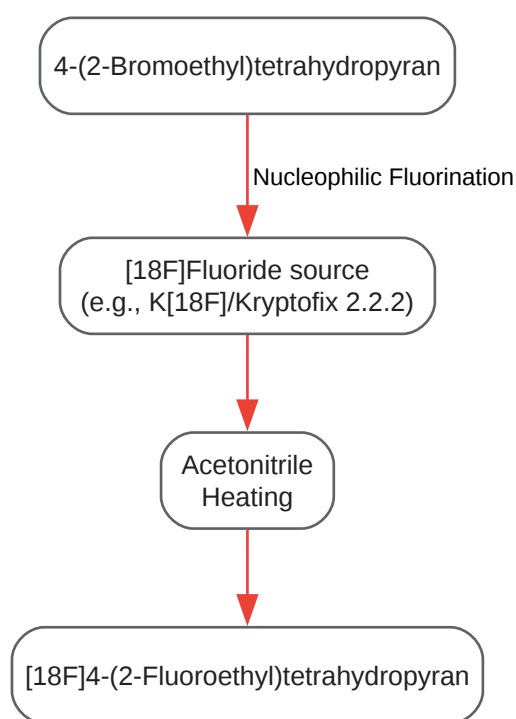 4-(2-Bromoethyl)tetrahydropyran
Nucleophilic Fluorination
[18F]Fluoride source
(e.g., K[18F]/Kryptofix 2.2.2)
Acetonitrile
Heating
[18F]4-(2-Fluoroethyl)tetrahydropyran